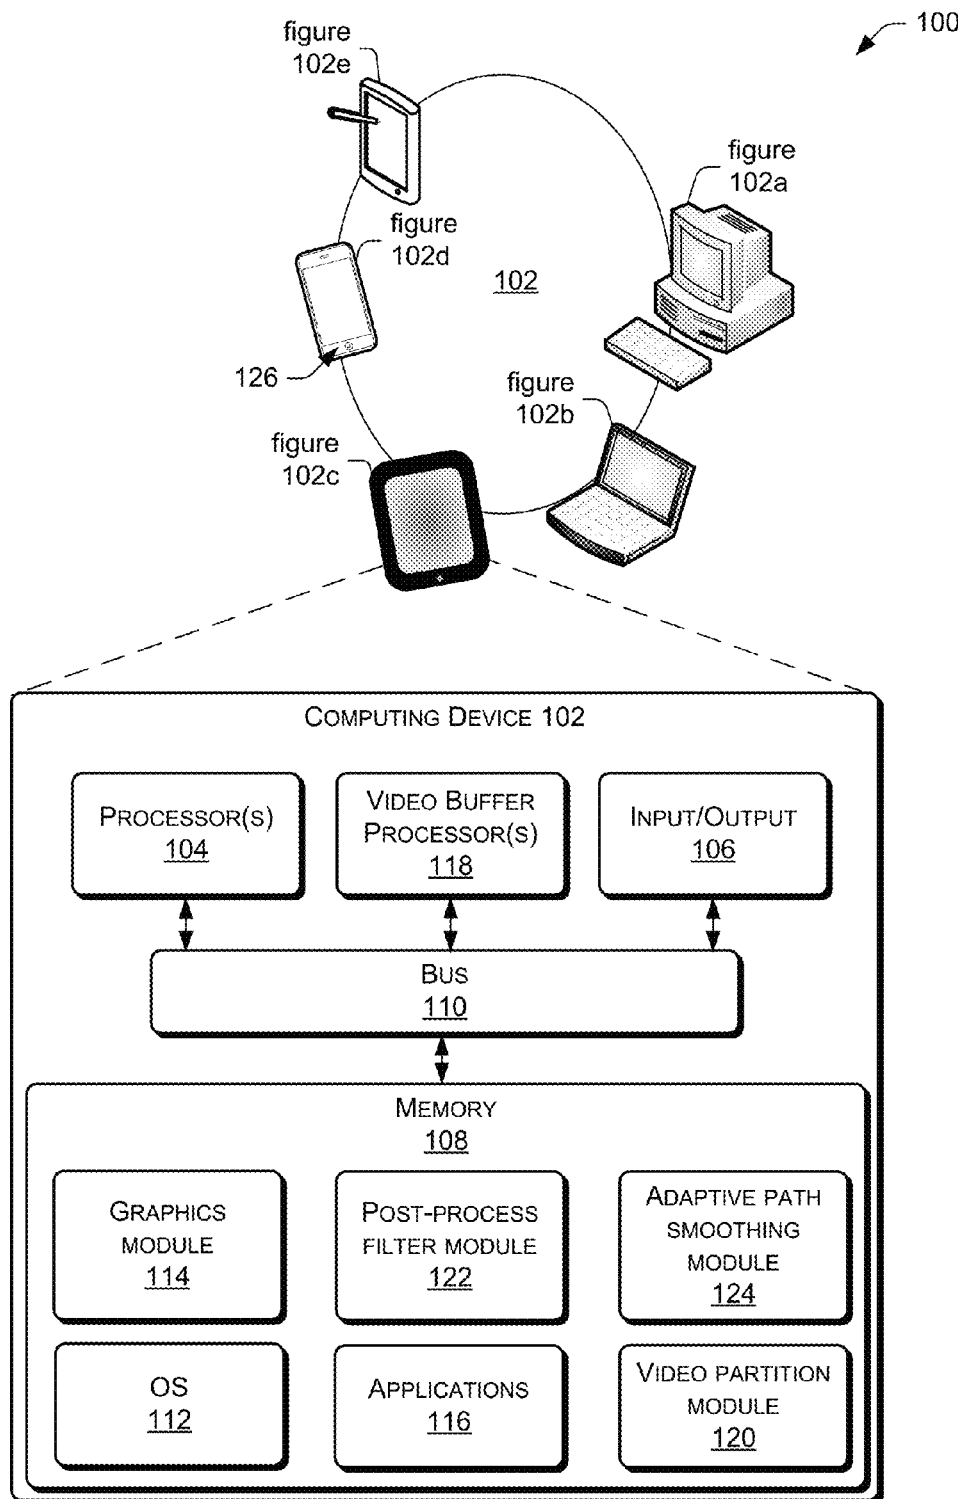 100
figure
102e
figure
102a
figure
102d
102
126
figure
102b
figure
102c
COMPUTING DEVICE 102
PROCESSOR(S)
104
VIDEO BUFFER
PROCESSOR(S)
118
INPUT/OUTPUT
106
BUS
110
MEMORY
108
GRAPHICS
MODULE
114
POST-PROCESS
FILTER MODULE
122
ADAPTIVE PATH
SMOOTHING
MODULE
124
OS
112
APPLICATIONS
116
VIDEO PARTITION
MODULE
120